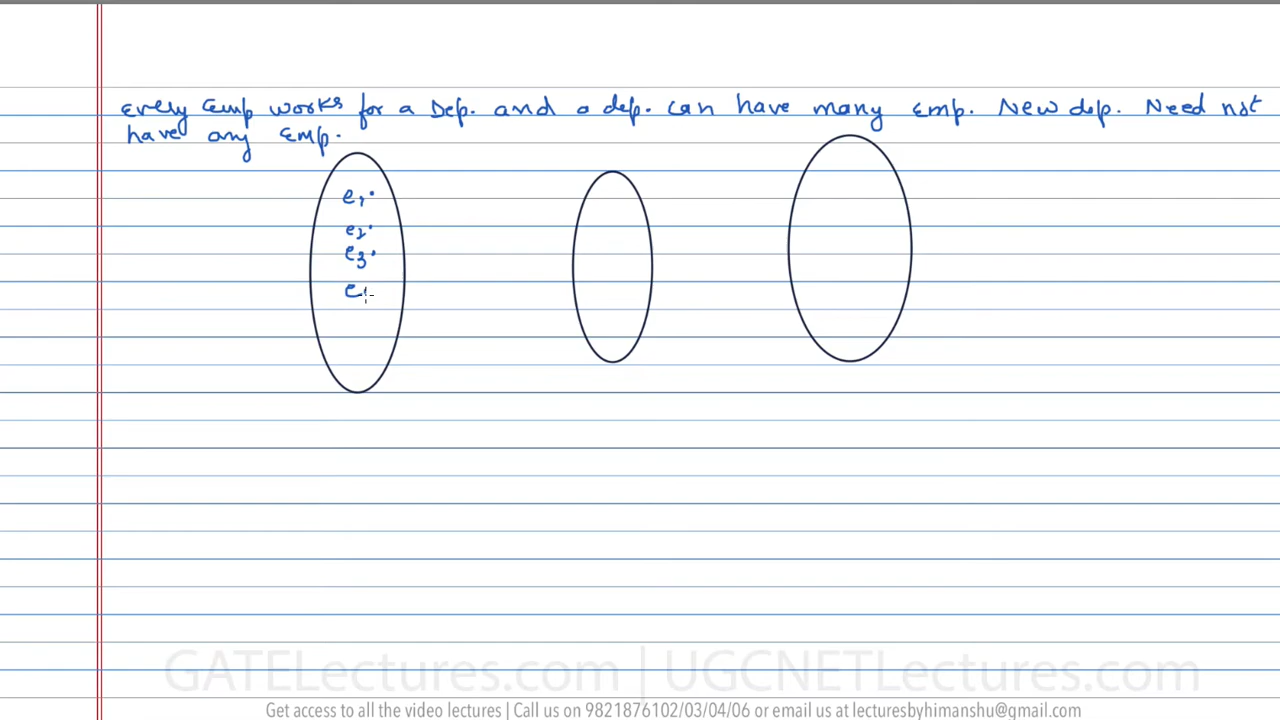 Every Emp works for a Dep. and a dep. can have many Emp. New dep. Need not
have any Emp.
e₁
e₂
e₃
e
GATELectures.com | UGCNETLectures.com
Get access to all the video lectures | Call us on 9821876102/03/04/06 or email us at lecturesbyhimanshu@gmail.com